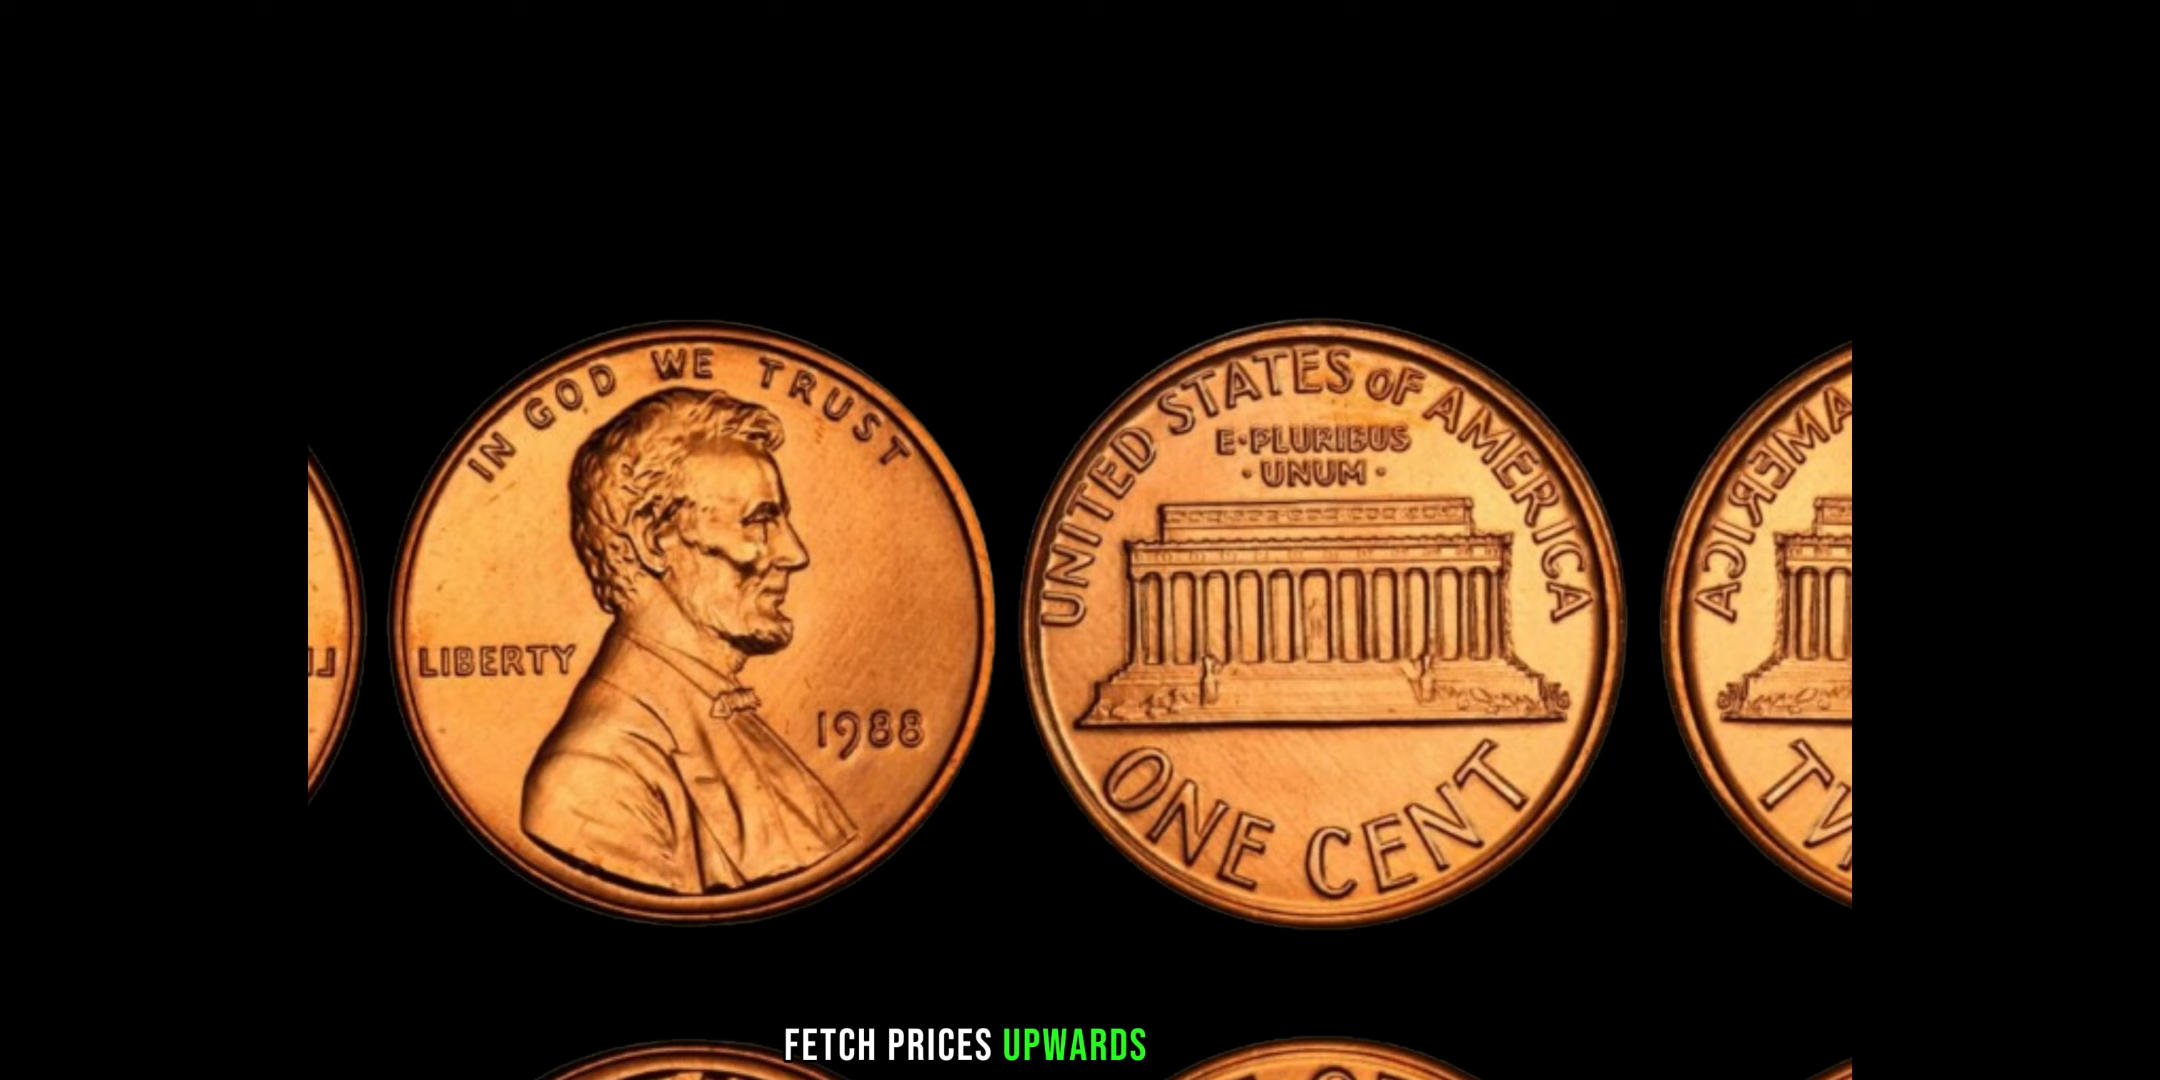 IN GOD WE TRUST
LIBERTY
1988
UNITED STATES OF AMERICA
E·PLURIBUS
·UNUM·
ONE CENT
FETCH PRICES UPWARDS